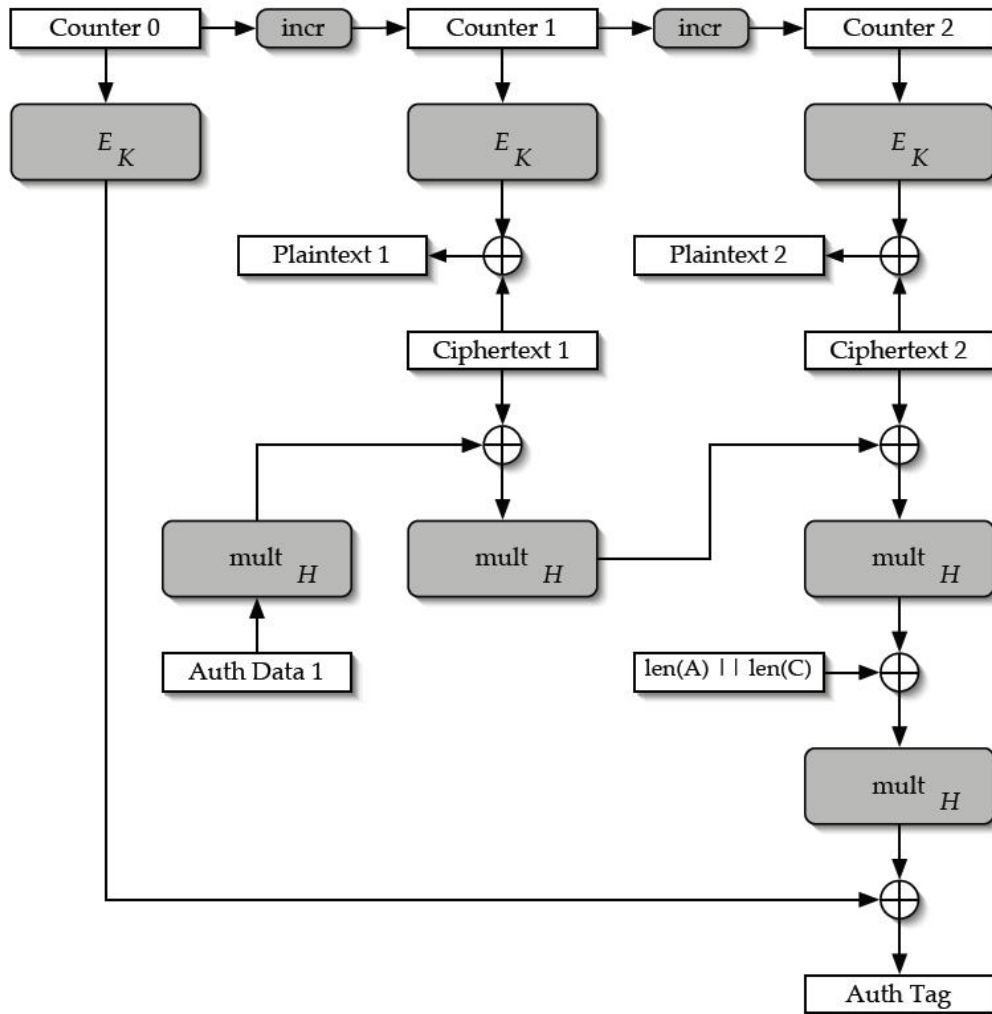 Counter 0
incr
Counter 1
incr
Counter 2
E K
E K
E K
Plaintext 1
Plaintext 2
Ciphertext 1
Ciphertext 2
mult H
mult H
mult H
Auth Data 1
len(A) | | len(C)
mult H
Auth Tag